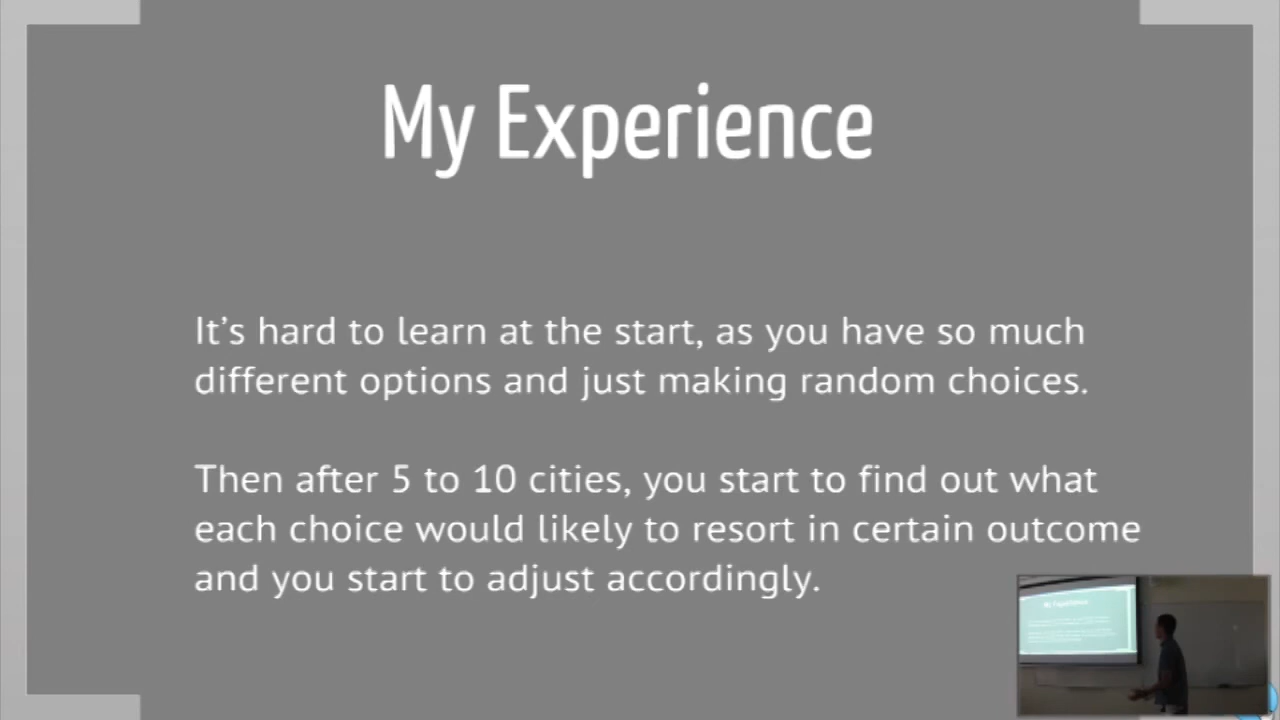 My Experience
It’s hard to learn at the start, as you have so much
different options and just making random choices.
Then after 5 to 10 cities, you start to find out what
each choice would likely to resort in certain outcome
and you start to adjust accordingly.
My Experience